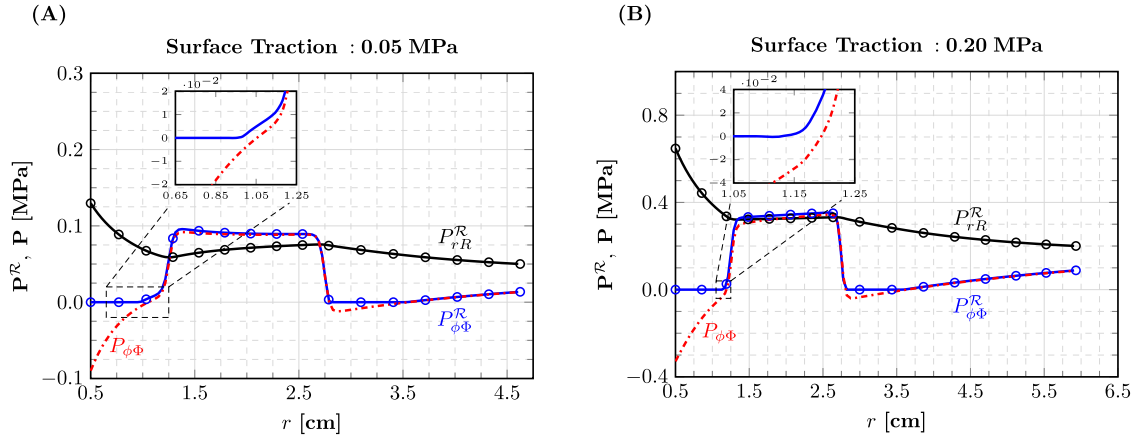 (A)
Surface Traction : 0.05 MPa
0.3
0.2
0.1
0.0
−0.1
0.5
1.5
2.5
3.5
4.5
r [cm]
P^ℛ, P [MPa]
·10⁻²
2
1
0
−1
−2
0.65
0.85
1.05
1.25
P^ℛ_rR
P^ℛ_ϕΦ
P_ϕΦ
(B)
Surface Traction : 0.20 MPa
0.8
0.4
0.0
−0.4
0.5
1.5
2.5
3.5
4.5
5.5
6.5
r [cm]
P^ℛ, P [MPa]
·10⁻²
4
2
0
−2
−4
1.05
1.15
1.25
P^ℛ_rR
P^ℛ_ϕΦ
P_ϕΦ